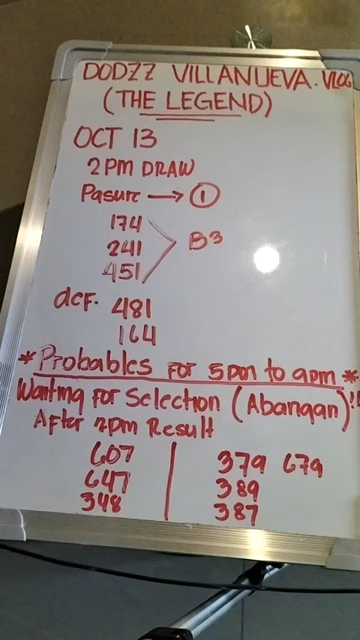 DODZZ VILLANUEVA.VLOG
(THE LEGEND)
OCT 13
2PM DRAW
Pasure → ①
174
241
451
B3
dcf. 481
164
*Probables FOR 5pm to 9pm*
Waiting for Selection (Abangan)!!
After 2pm Result
607
647
348
379 679
389
387